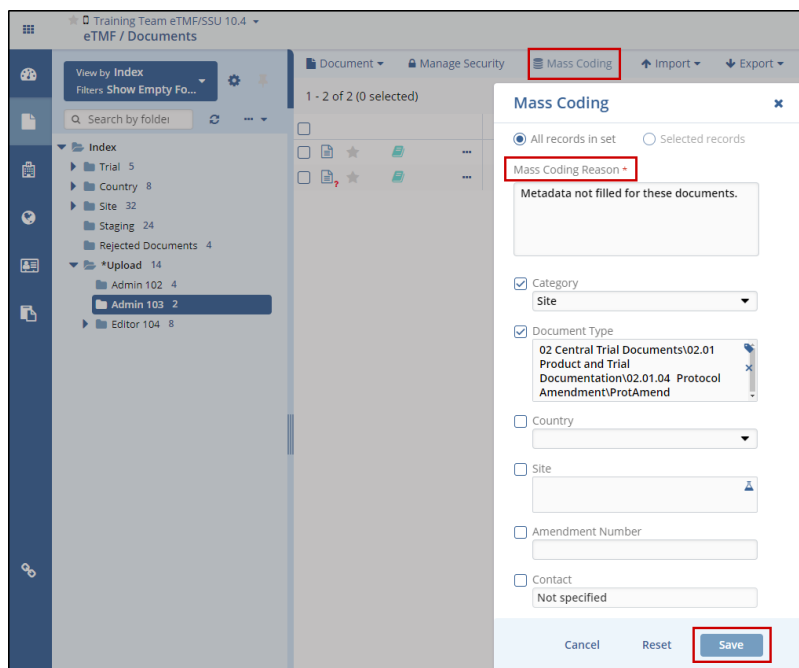 Training Team eTMF/SSU 10.4
eTMF / Documents
View by Index
Filters Show Empty Fo...
Search by folder
Index
Trial 5
Country 8
Site 32
Staging 24
Rejected Documents 4
*Upload 14
Admin 102 4
Admin 103 2
Editor 104 8
Document
Manage Security
Mass Coding
Import
Export
1 - 2 of 2 (0 selected)
Mass Coding
All records in set
Selected records
Mass Coding Reason *
Metadata not filled for these documents.
Category
Site
Document Type
02 Central Trial Documents\02.01
Product and Trial
Documentation\02.01.04 Protocol
Amendment\ProtAmend
Country
Site
Amendment Number
Contact
Not specified
Cancel
Reset
Save